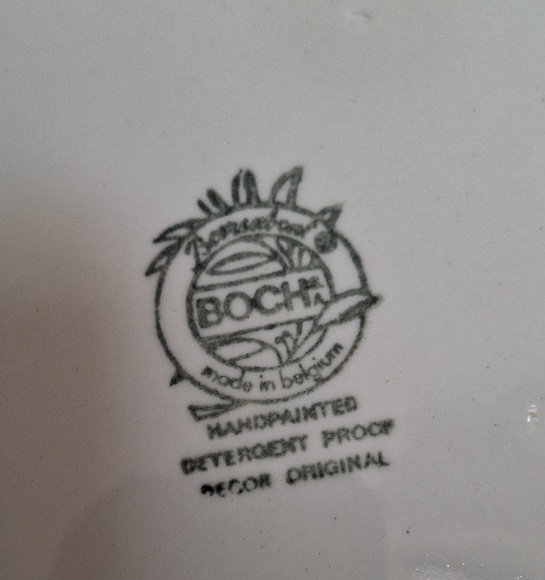 BOCH
made in belgium
HANDPAINTED
DETERGENT PROOF
DECOR ORIGINAL